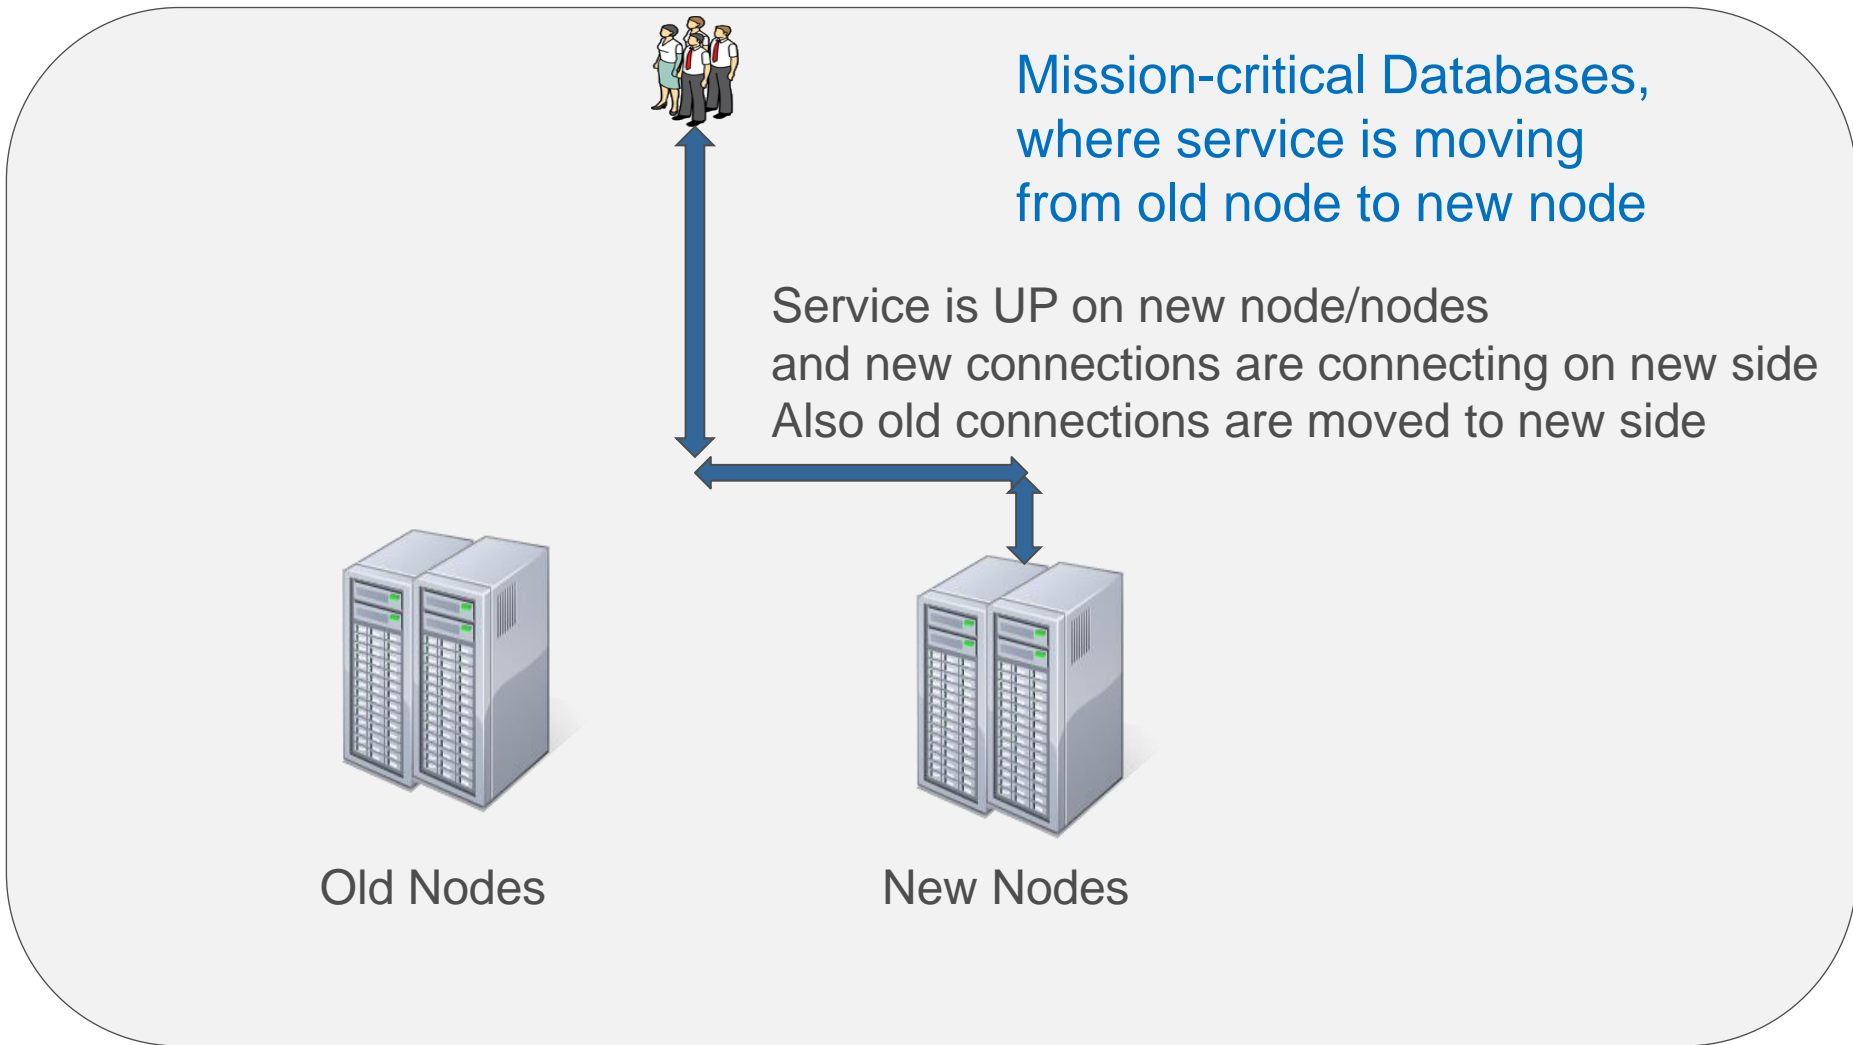 Mission-critical Databases,
where service is moving
from old node to new node
Service is UP on new node/nodes
and new connections are connecting on new side
Also old connections are moved to new side
Old Nodes
New Nodes